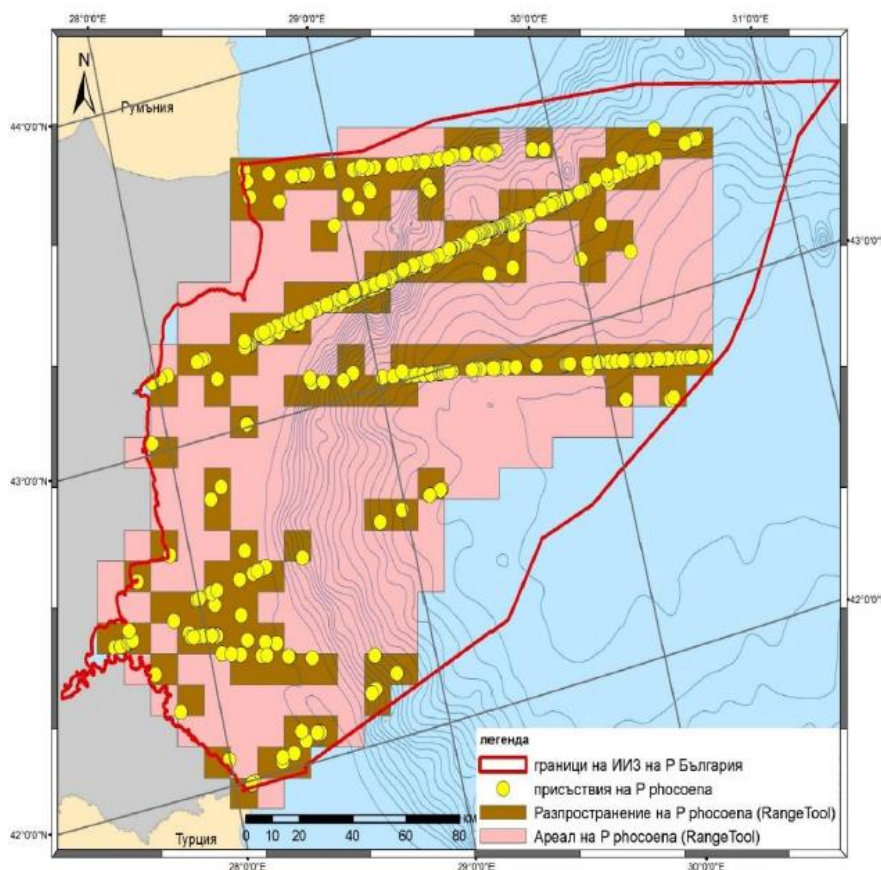 28°0'0"E 29°0'0"E 30°0'0"E 31°0'0"E
N
Румъния
44°0'0"N
43°0'0"N
43°0'0"N
42°0'0"N
42°0'0"N
легенда
граници на ИИЗ на Р България
присъствия на P phocoena
Разпространение на P phocoena (RangeTool)
Ареал на P phocoena (RangeTool)
КМ
0 10 20 40 60 80
Турция
28°0'0"E 29°0'0"E 30°0'0"E